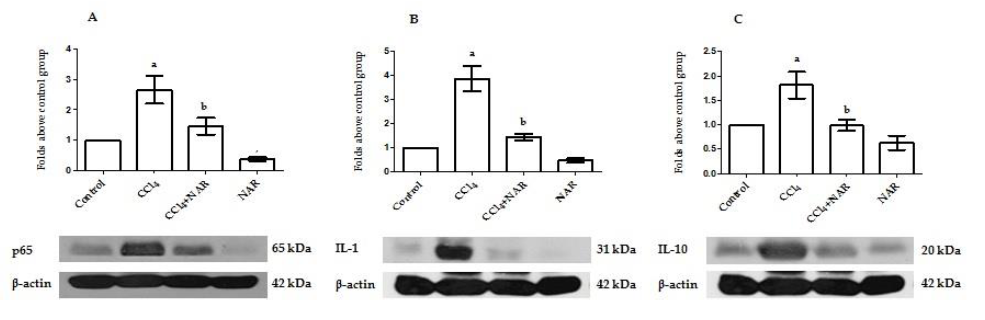 A
Folds above control group
4
3
2
1
0
a
b
Control
CCl4
CCl4+NAR
NAR
p65
65 kDa
β-actin
42 kDa
B
Folds above control group
5
4
3
2
1
0
a
b
Control
CCl4
CCl4+NAR
NAR
IL-1
31 kDa
β-actin
42 kDa
C
Folds above control group
2.5
2.0
1.5
1.0
0.5
0.0
a
b
Control
CCl4
CCl4+NAR
NAR
IL-10
20 kDa
β-actin
42 kDa